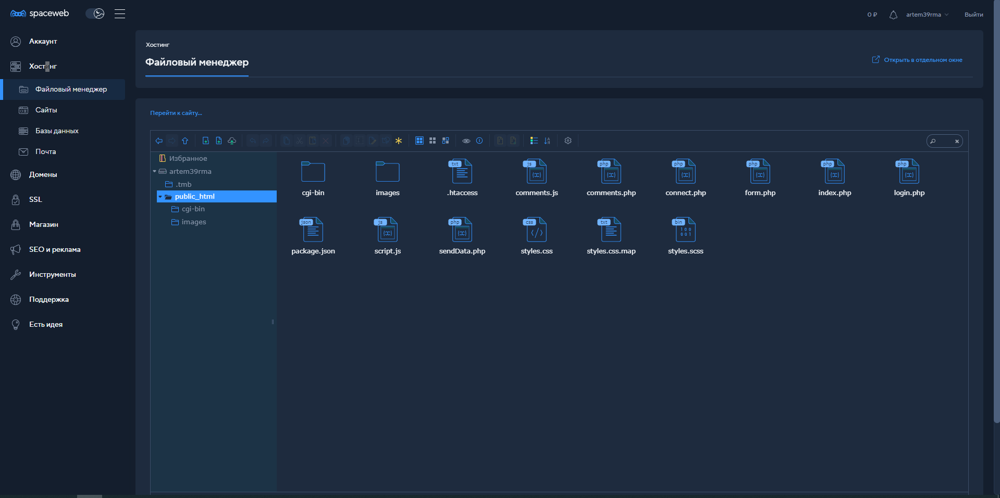 spaceweb
0 ₽
artem39rma
Выйти
Аккаунт
Хостинг
Файловый менеджер
Сайты
Базы данных
Почта
Домены
SSL
Магазин
SEO и реклама
Инструменты
Поддержка
Есть идея
Хостинг
Файловый менеджер
Открыть в отдельном окне
Перейти к сайту...
Избранное
artem39rma
.tmb
public_html
cgi-bin
images
txt js php php php php php
cgi-bin images .htaccess comments.js comments.php connect.php form.php index.php login.php
json js php css txt bin
100
001
package.json script.js sendData.php styles.css styles.css.map styles.scss